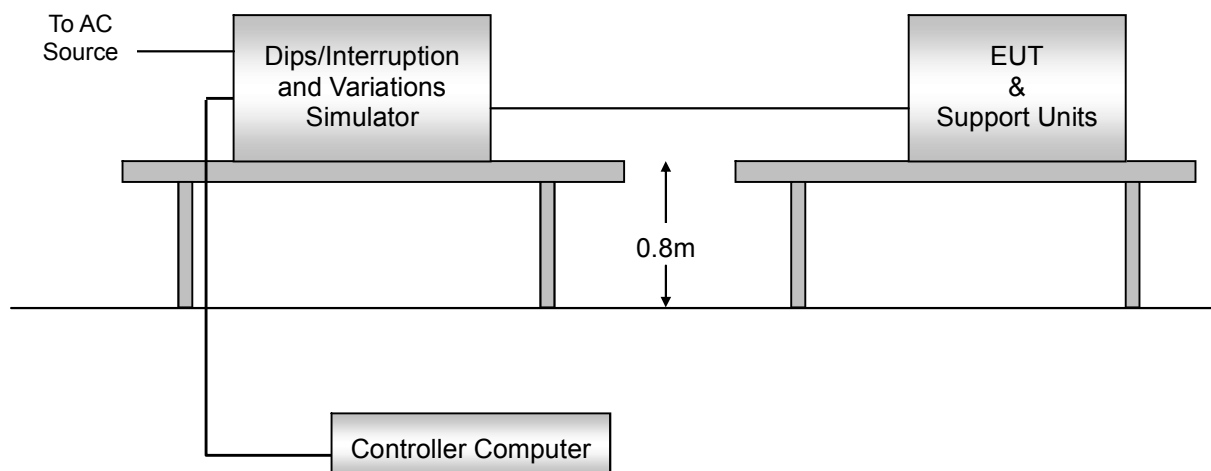 To AC
Source
Dips/Interruption
and Variations
Simulator
EUT
&
Support Units
0.8m
Controller Computer